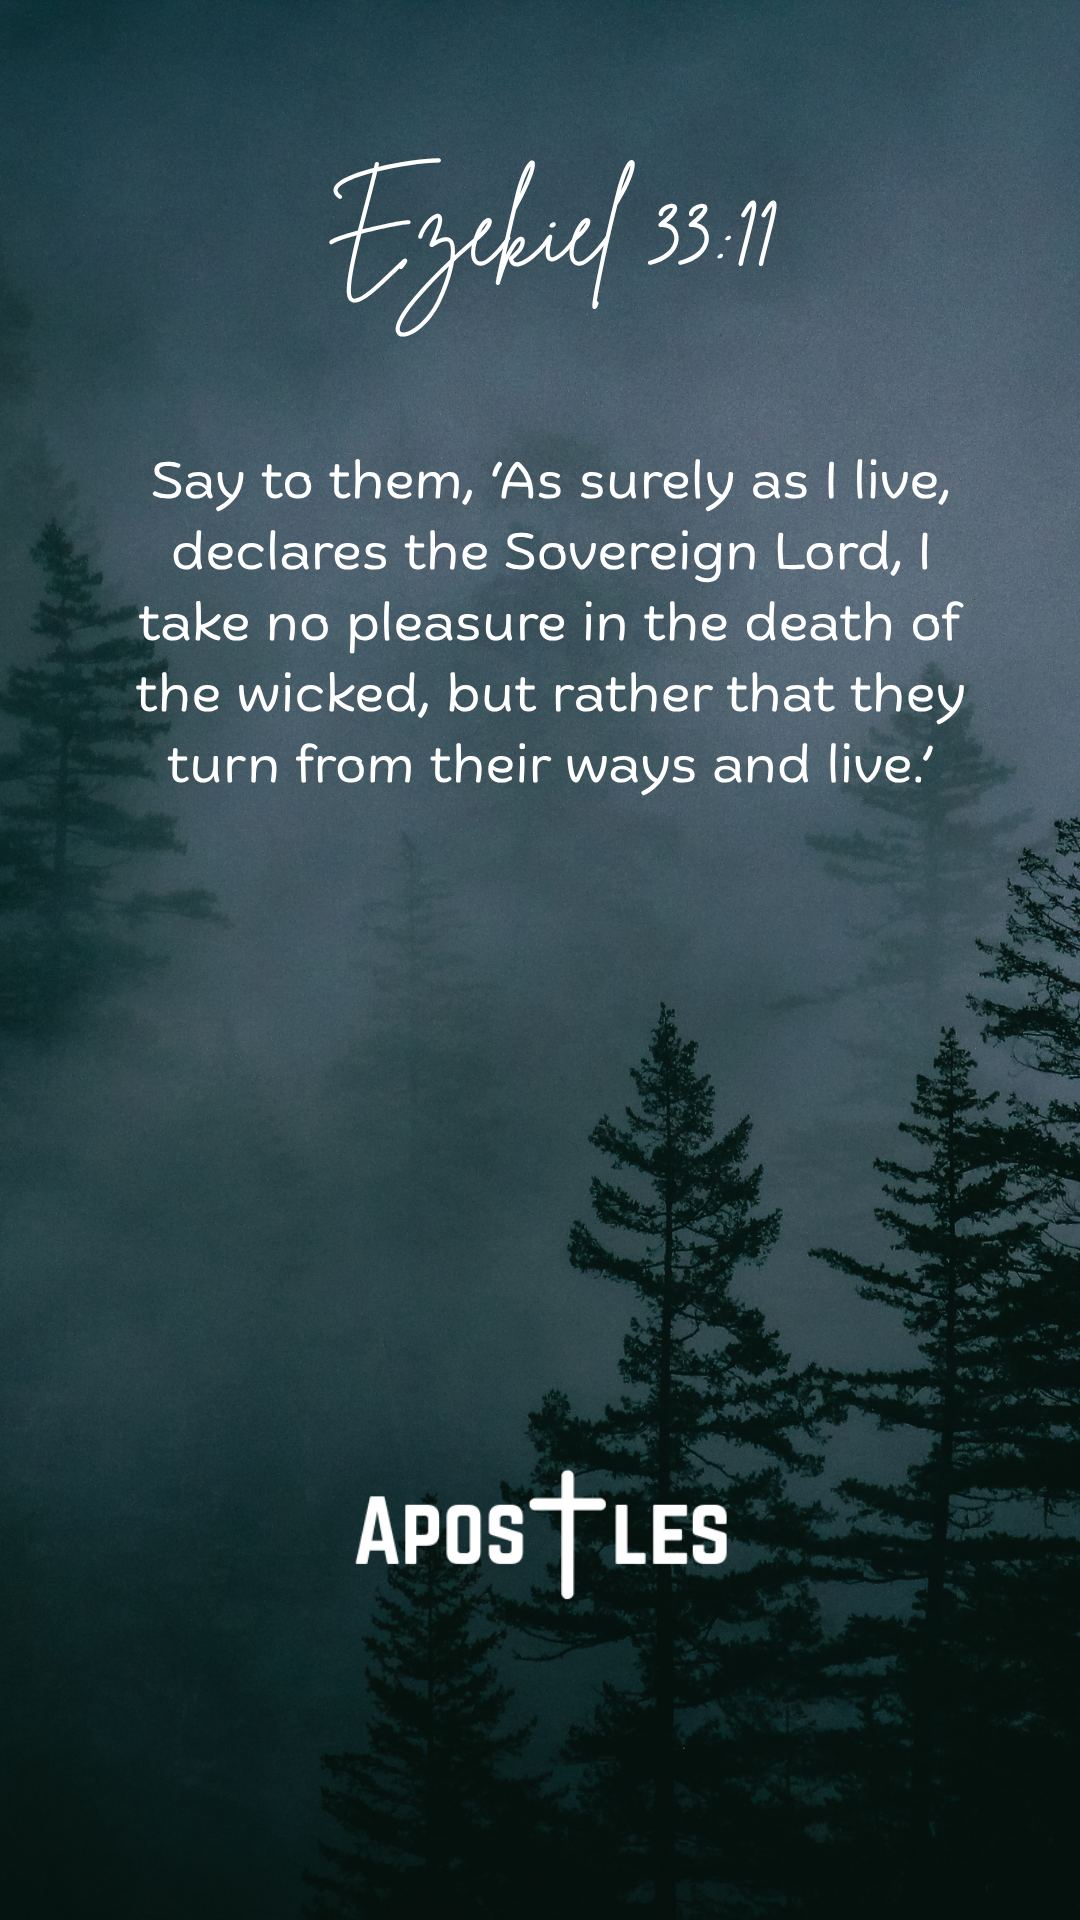 Ezekiel 33:11
Say to them, ‘As surely as I live,
declares the Sovereign Lord, I
take no pleasure in the death of
the wicked, but rather that they
turn from their ways and live.’
APOSTLES